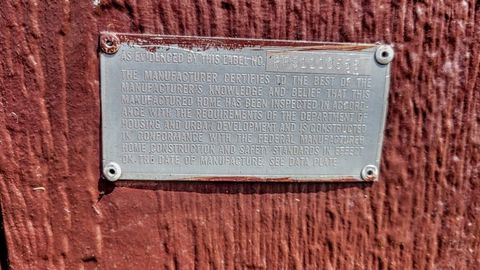 AS EVIDENCED BY THIS LABEL NO.
THE MANUFACTURER CERTIFIES TO THE BEST OF THE
MANUFACTURER'S KNOWLEDGE AND BELIEF THAT THIS
MANUFACTURED HOME HAS BEEN INSPECTED IN ACCORD-
ANCE WITH THE REQUIREMENTS OF THE DEPARTMENT OF
HOUSING AND URBAN DEVELOPMENT AND IS CONSTRUCTED
IN CONFORMANCE WITH THE FEDERAL MANUFACTURED
HOME CONSTRUCTION AND SAFETY STANDARDS IN EFFECT
ON THE DATE OF MANUFACTURE. SEE DATA PLATE.